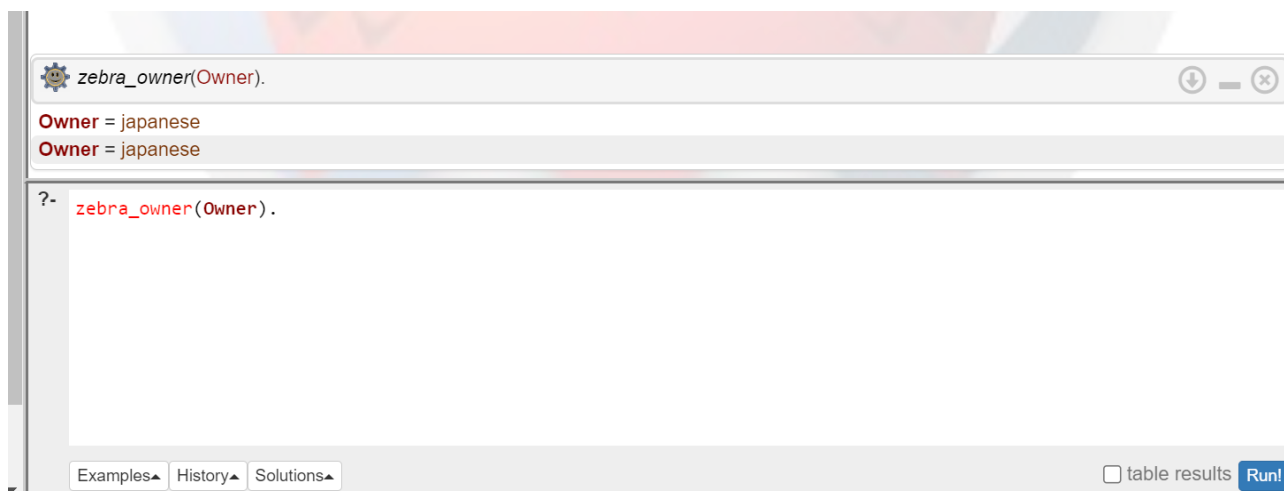 zebra_owner(Owner).
Owner = japanese
Owner = japanese
?- zebra_owner(Owner).
Examples▴ History▴ Solutions▴ table results Run!